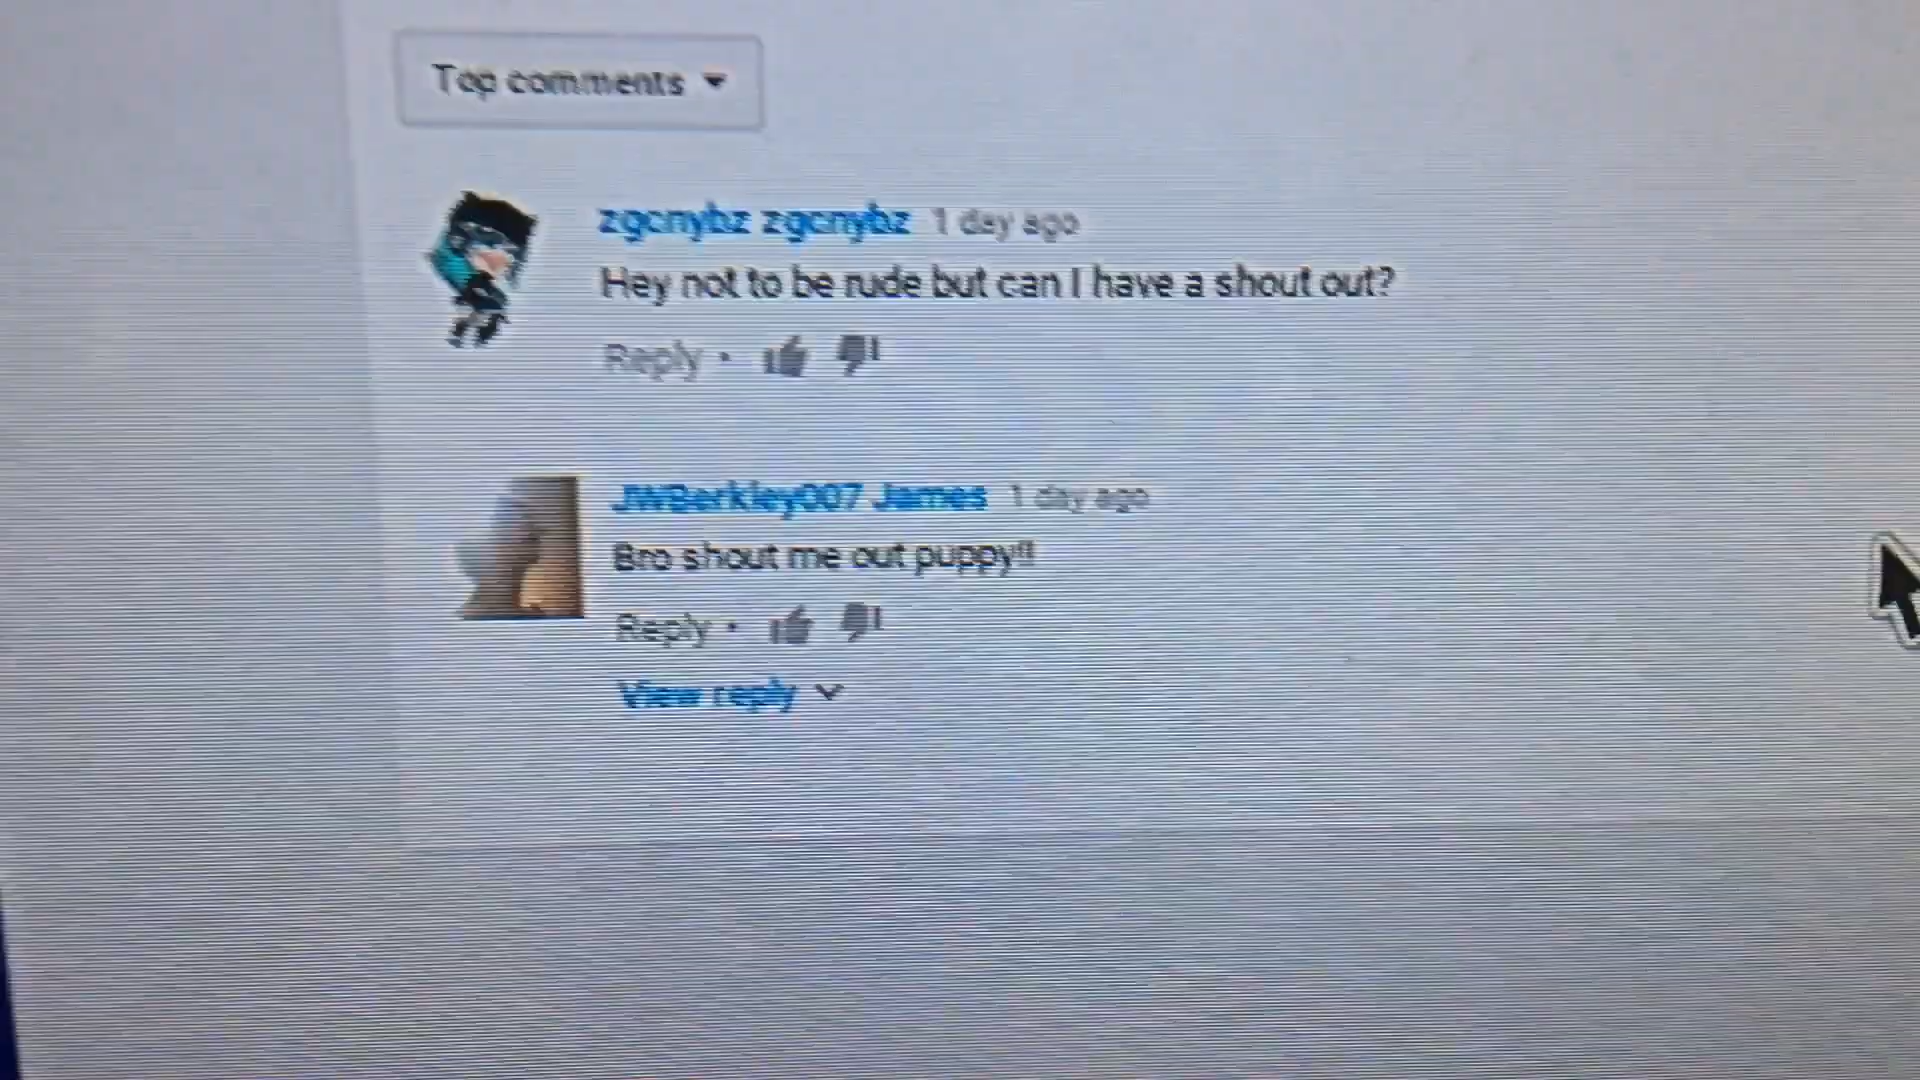 Top comments
zgcnybz zgcnybz 1 day ago
Hey not to be rude but can I have a shout out?
Reply
JWBerkley007 James 1 day ago
Bro shout me out puppy!!
Reply
View reply